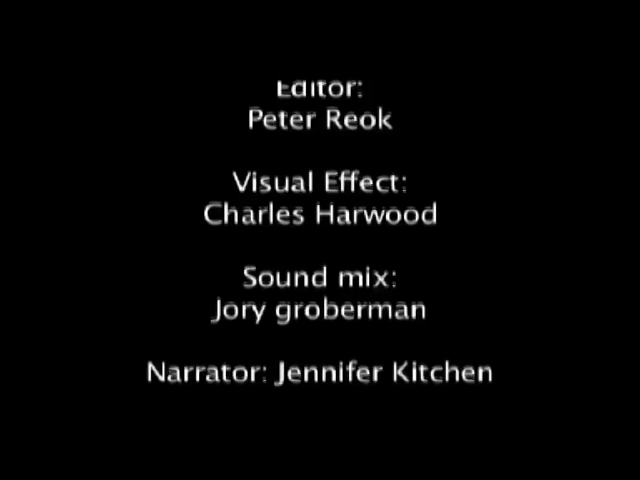 Editor:
Peter Reok
Visual Effect:
Charles Harwood
Sound mix:
Jory groberman
Narrator: Jennifer Kitchen